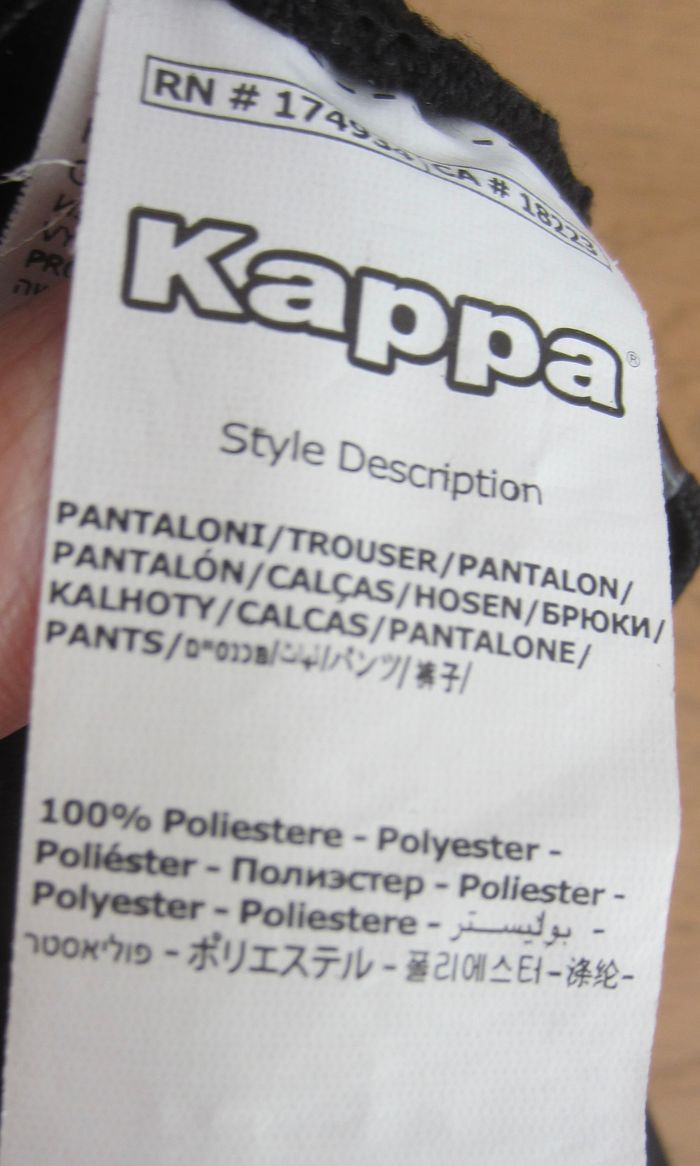 RN # 174934 CA # 18223
Kappa®
Style Description
PANTALONI/TROUSER/PANTALON/
PANTALÓN/CALÇAS/HOSEN/БРЮКИ/
KALHOTY/CALCAS/PANTALONE/
PANTS/מכנסיים/パンツ/裤子/
100% Poliestere - Polyester -
Poliéster - Полиэстер - Poliester -
Polyester - Poliestere - بوليستر -
פוליאסטר - ポリエステル - 폴리에스터 - 涤纶-